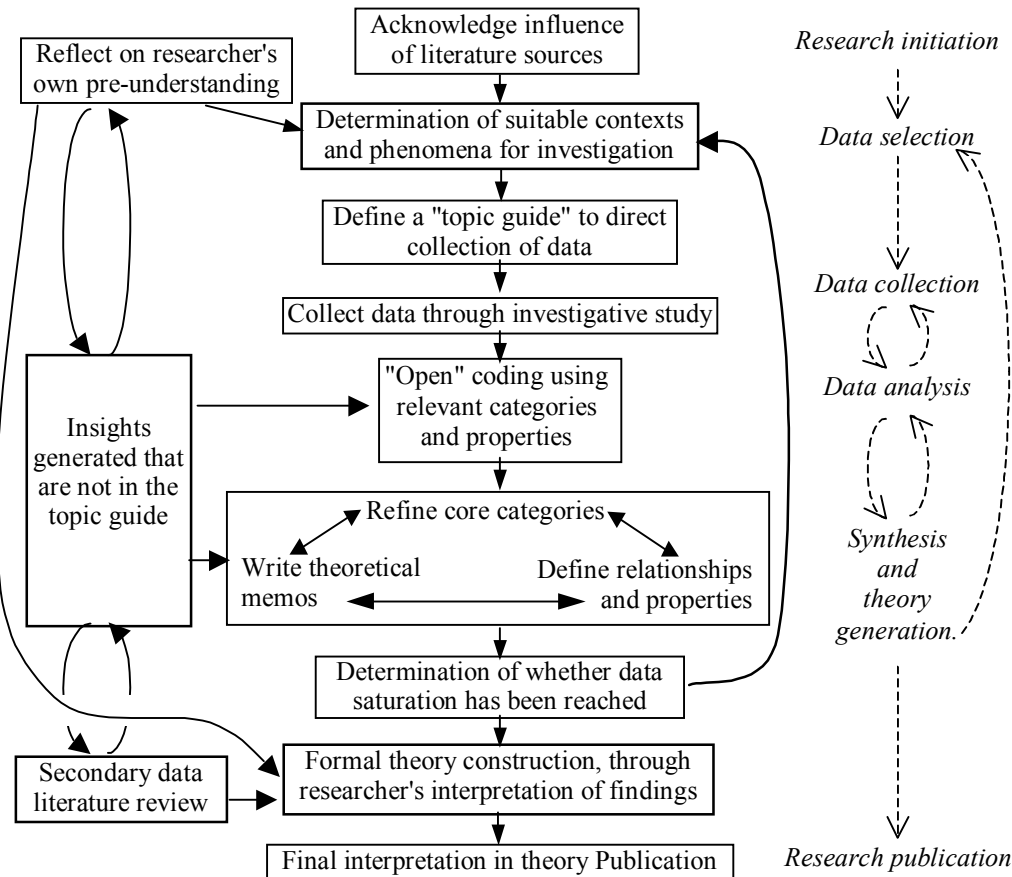 Acknowledge influence
of literature sources
Reflect on researcher's
own pre-understanding
Determination of suitable contexts
and phenomena for investigation
Define a "topic guide" to direct
collection of data
Collect data through investigative study
"Open" coding using
relevant categories
and properties
Insights
generated that
are not in the
topic guide
Refine core categories
Write theoretical
memos
Define relationships
and properties
Determination of whether data
saturation has been reached
Secondary data
literature review
Formal theory construction, through
researcher's interpretation of findings
Final interpretation in theory Publication
Research initiation
Data selection
Data collection
Data analysis
Synthesis
and
theory
generation.
Research publication